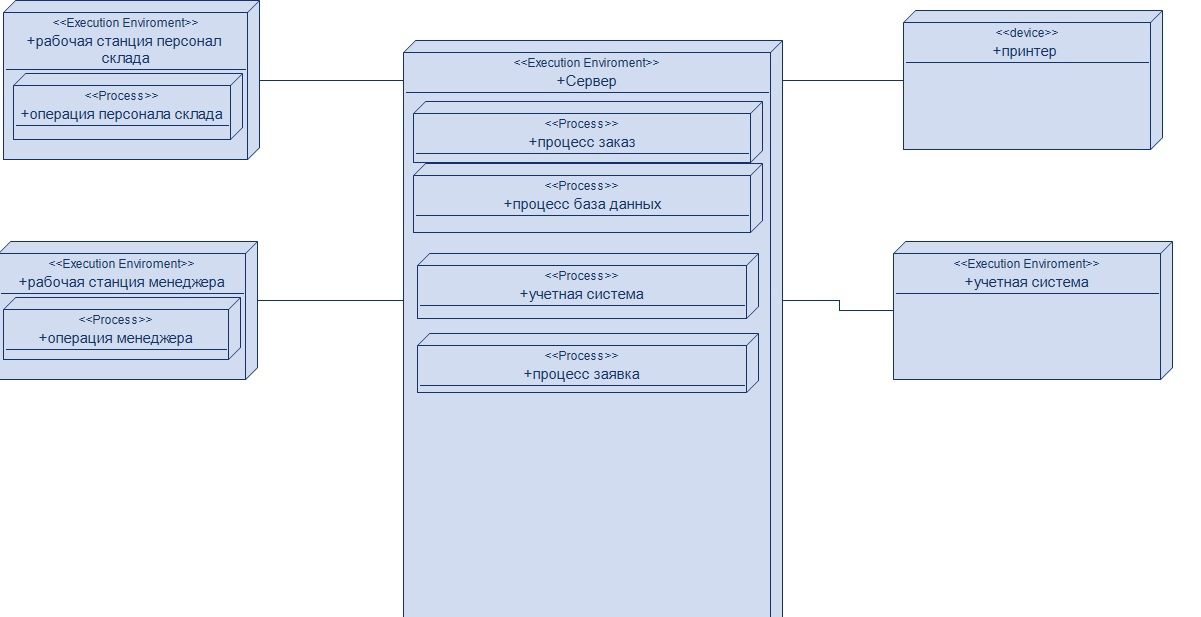 <<Execution Enviroment>>
+рабочая станция персонал
склада
<<Process>>
+операция персонала склада
<<Execution Enviroment>>
+рабочая станция менеджера
<<Process>>
+операция менеджера
<<Execution Enviroment>>
+Сервер
<<Process>>
+процесс заказ
<<Process>>
+процесс база данных
<<Process>>
+учетная система
<<Process>>
+процесс заявка
<<device>>
+принтер
<<Execution Enviroment>>
+учетная система